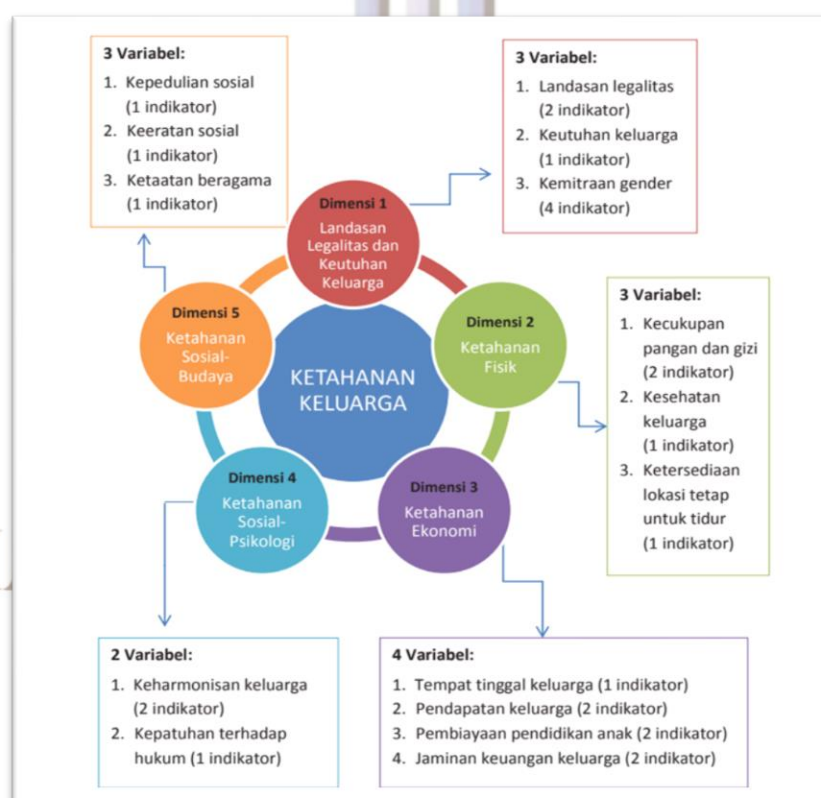 3 Variabel:
1. Kepedulian sosial
(1 indikator)
2. Keeratan sosial
(1 indikator)
3. Ketaatan beragama
(1 indikator)
3 Variabel:
1. Landasan legalitas
(2 indikator)
2. Keutuhan keluarga
(1 indikator)
3. Kemitraan gender
(4 indikator)
Dimensi 1
Landasan
Legalitas dan
Keutuhan
Keluarga
Dimensi 5
Ketahanan
Sosial-
Budaya
Dimensi 2
Ketahanan
Fisik
KETAHANAN
KELUARGA
3 Variabel:
1. Kecukupan
pangan dan gizi
(2 indikator)
2. Kesehatan
keluarga
(1 indikator)
3. Ketersediaan
lokasi tetap
untuk tidur
(1 indikator)
Dimensi 4
Ketahanan
Sosial-
Psikologi
Dimensi 3
Ketahanan
Ekonomi
2 Variabel:
1. Keharmonisan keluarga
(2 indikator)
2. Kepatuhan terhadap
hukum (1 indikator)
4 Variabel:
1. Tempat tinggal keluarga (1 indikator)
2. Pendapatan keluarga (2 indikator)
3. Pembiayaan pendidikan anak (2 indikator)
4. Jaminan keuangan keluarga (2 indikator)